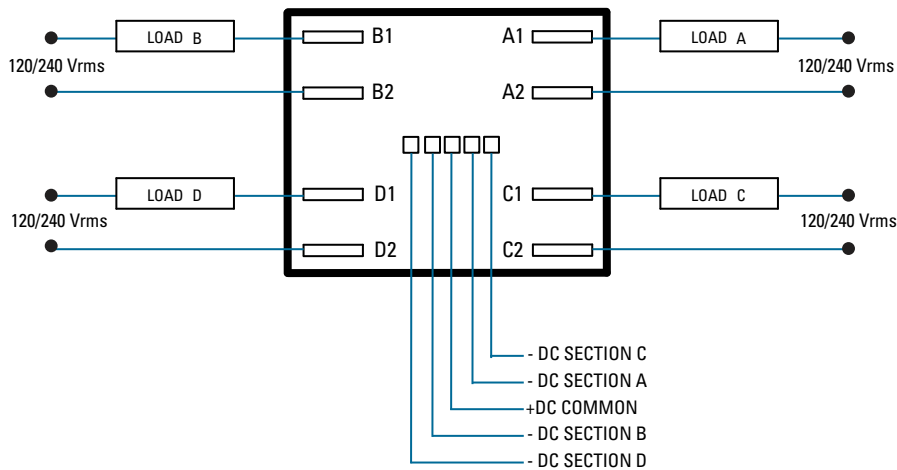 LOAD B
B1
A1
LOAD A
120/240 Vrms
120/240 Vrms
B2
A2
LOAD D
D1
C1
LOAD C
120/240 Vrms
120/240 Vrms
D2
C2
- DC SECTION C
- DC SECTION A
+DC COMMON
- DC SECTION B
- DC SECTION D